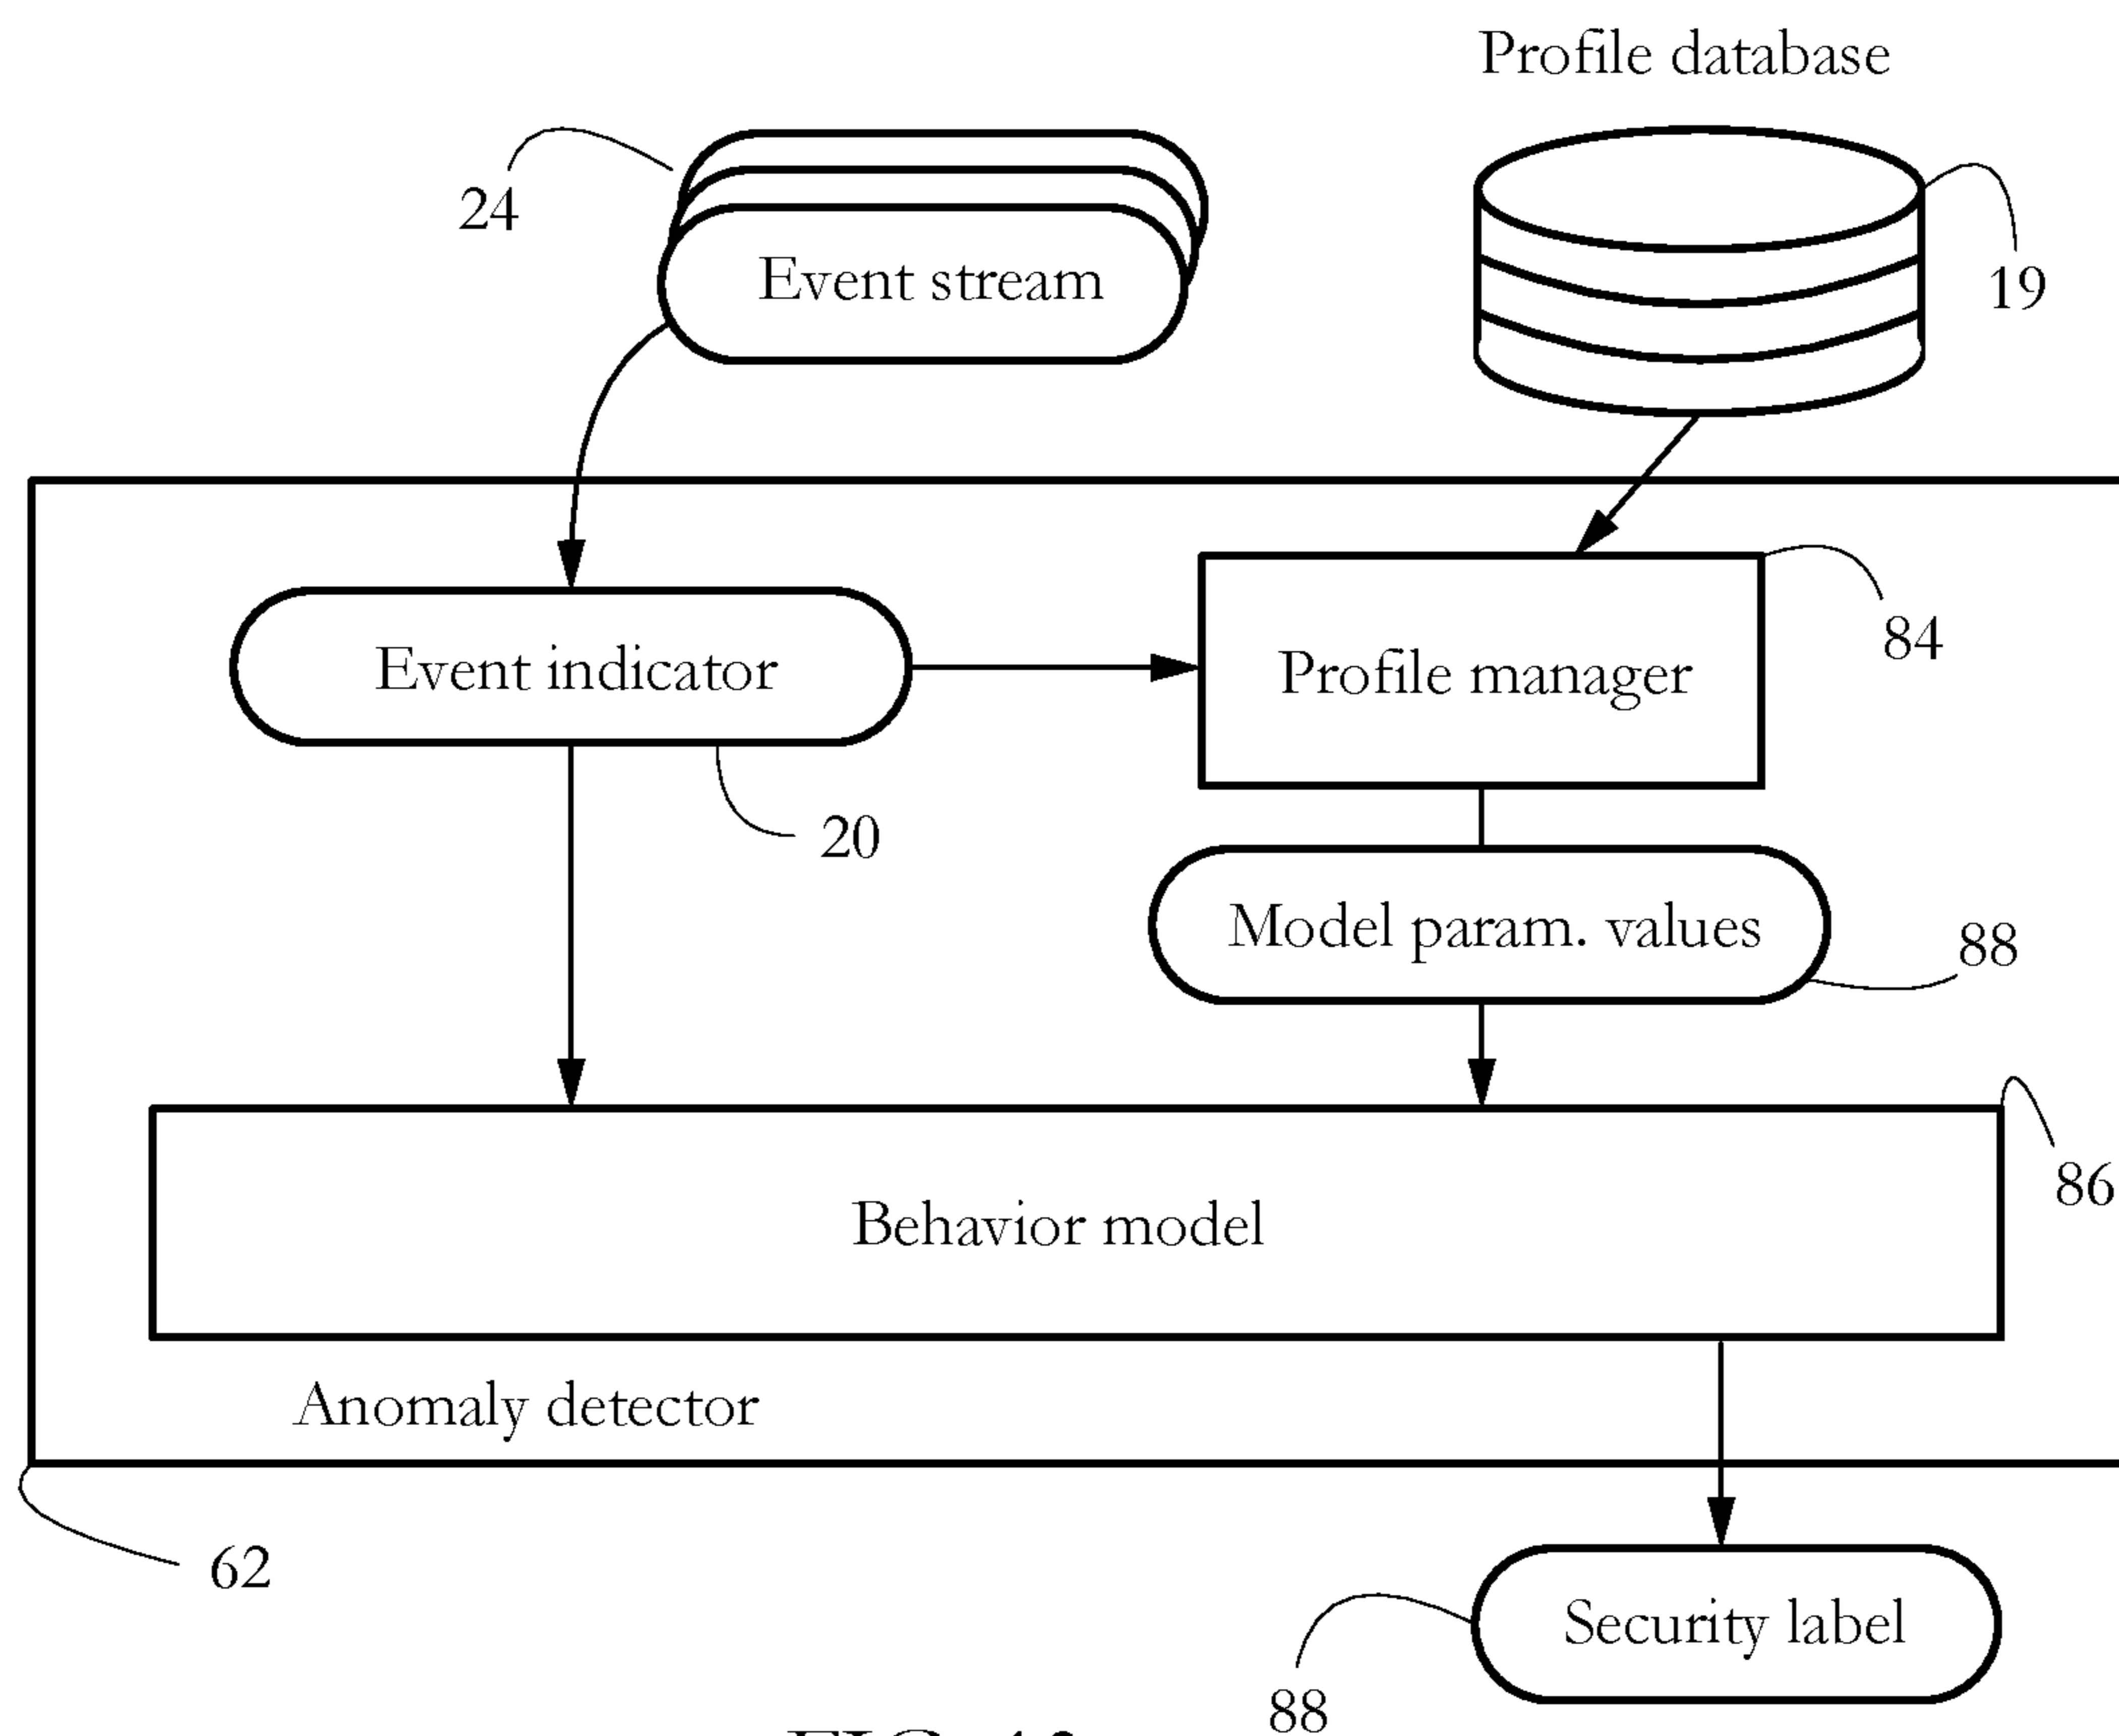 Profile database
24
Event stream
19
Event indicator
Profile manager
84
20
Model param. values
88
Behavior model
86
Anomaly detector
62
Security label
88